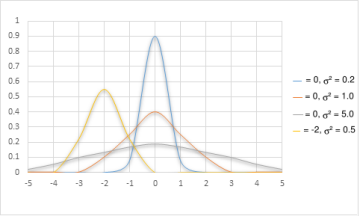 1
0.9
0.8
0.7
0.6
0.5
0.4
0.3
0.2
0.1
0
-5 -4 -3 -2 -1 0 1 2 3 4 5
= 0, σ² = 0.2
= 0, σ² = 1.0
= 0, σ² = 5.0
= -2, σ² = 0.5